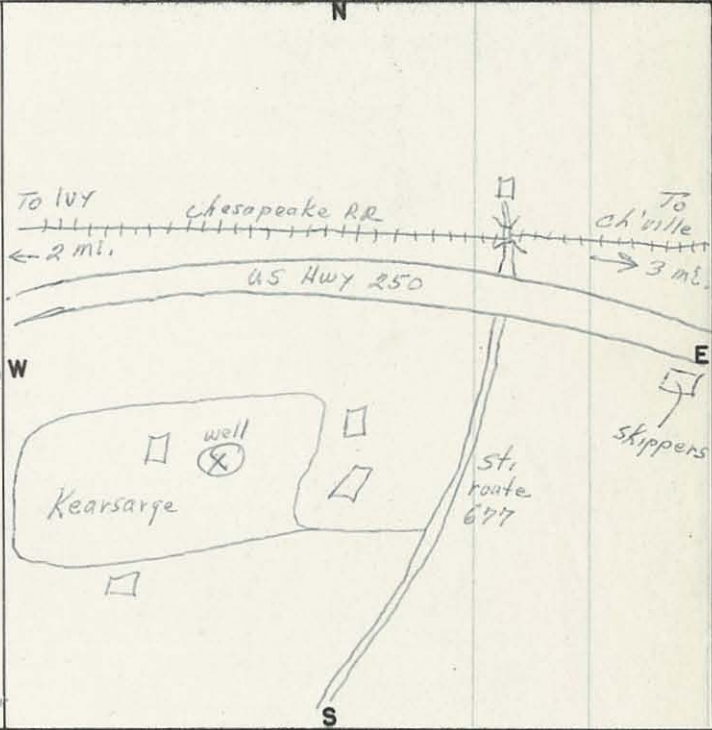 N
To IVY
Chesapeake RR
To
Ch'ville
← 2 mi.
→ 3 mi.
US Hwy 250
W
E
skippers
well
X
Kearsarge
St.
route
677
S